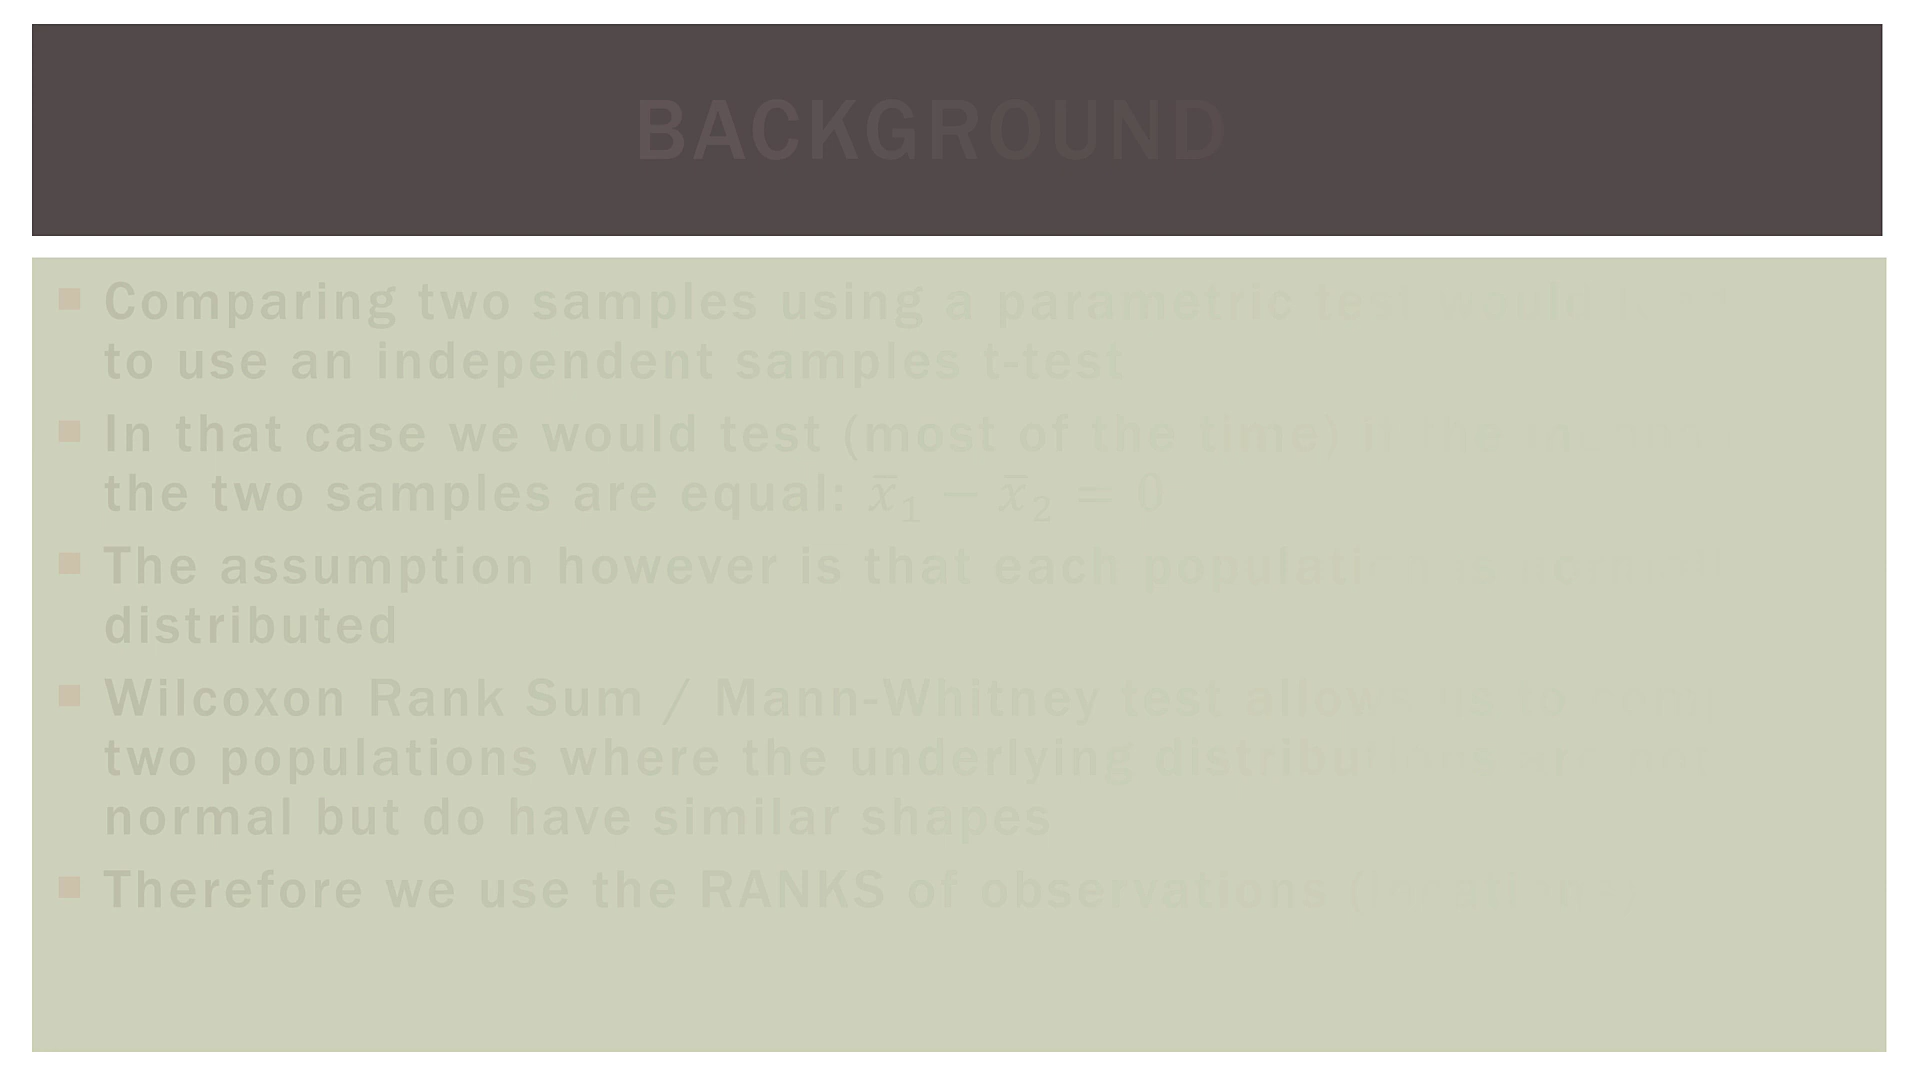 BACKGROUND
Comparing two samples using a parametric test would
to use an independent samples t-test
In that case we would test (most of the time) if the means
the two samples are equal: x̄₁ − x̄₂ = 0
The assumption however is that each population is
distributed
Wilcoxon Rank Sum / Mann-Whitney test allows us to
two populations where the underlying distributions are not
normal but do have similar shapes
Therefore we use the RANKS of observations